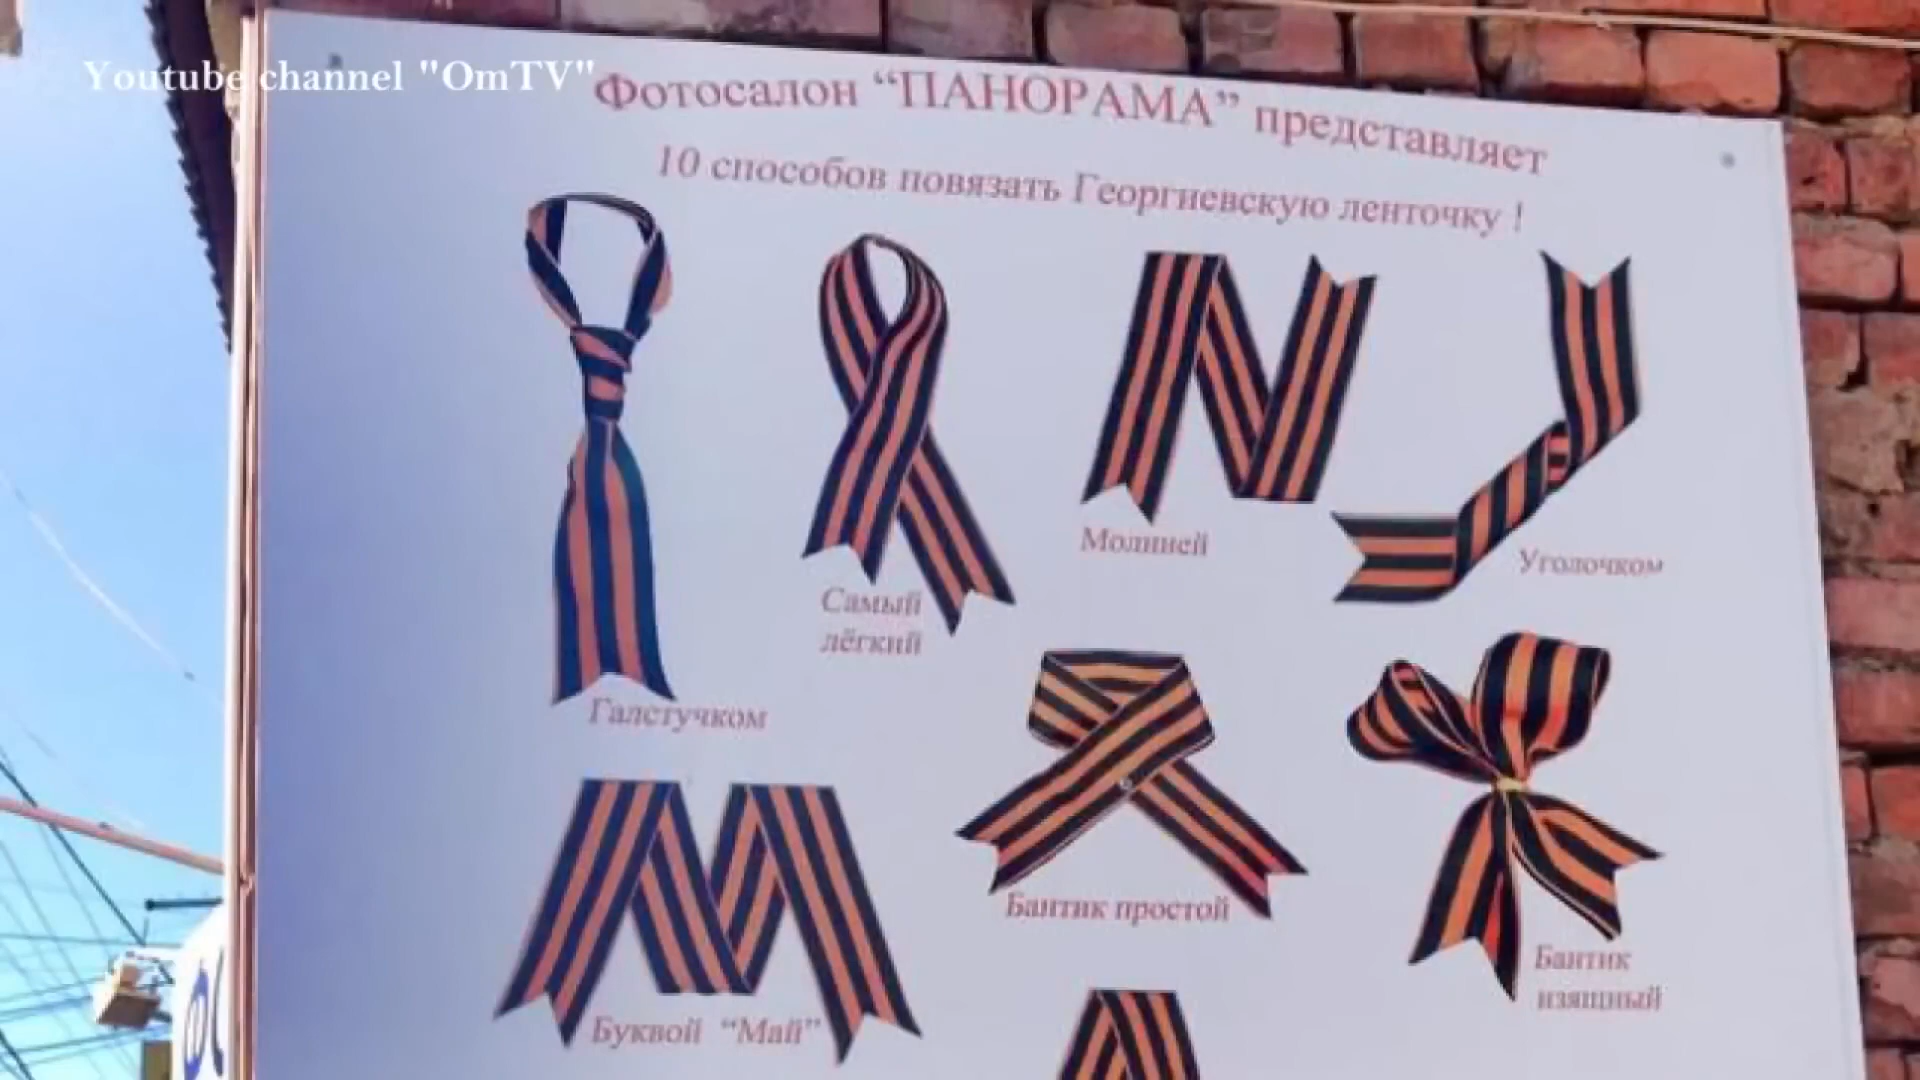 Youtube channel "OmTV"
Фотосалон “ПАНОРАМА” представляет
10 способов повязать Георгиевскую ленточку !
Галстучком
Самый
лёгкий
Молнией
Уголочком
Буквой “Май”
Бантик простой
Бантик
изящный